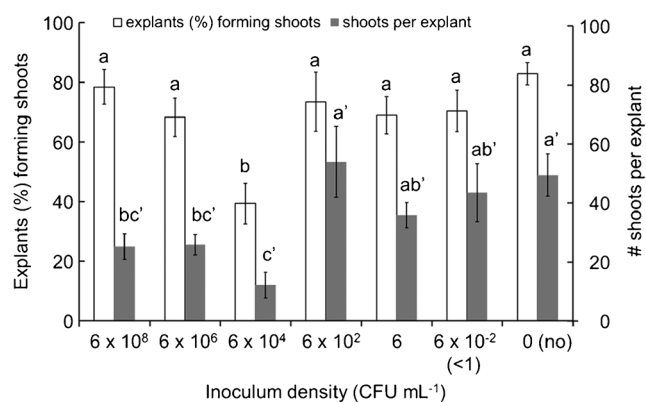 explants (%) forming shoots shoots per explant
100 100
80 80
60 60
40 40
20 20
0 0
Explants (%) forming shoots
# shoots per explant
a a b a a a a
bc' bc' c' a' ab' ab' a'
6 x 10⁸ 6 x 10⁶ 6 x 10⁴ 6 x 10² 6 6 x 10⁻² 0 (no)
(<1)
Inoculum density (CFU mL⁻¹)